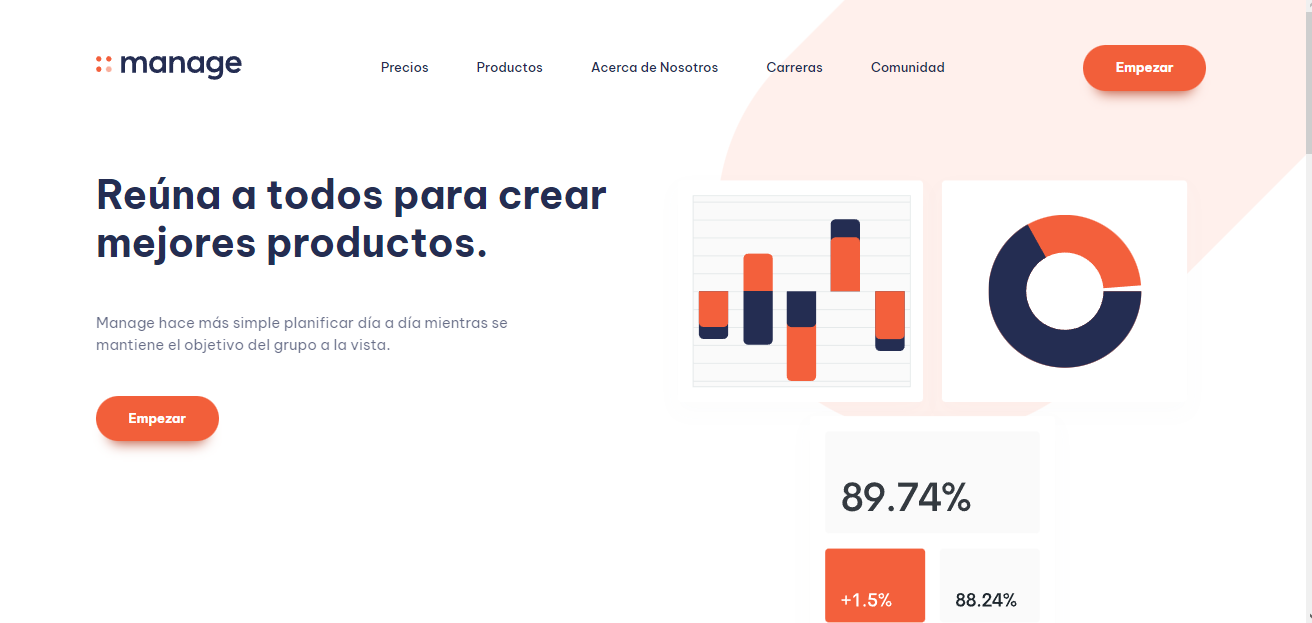 manage
Precios
Productos
Acerca de Nosotros
Carreras
Comunidad
Empezar
Reúna a todos para crear
mejores productos.
Manage hace más simple planificar día a día mientras se
mantiene el objetivo del grupo a la vista.
Empezar
89.74%
+1.5%
88.24%